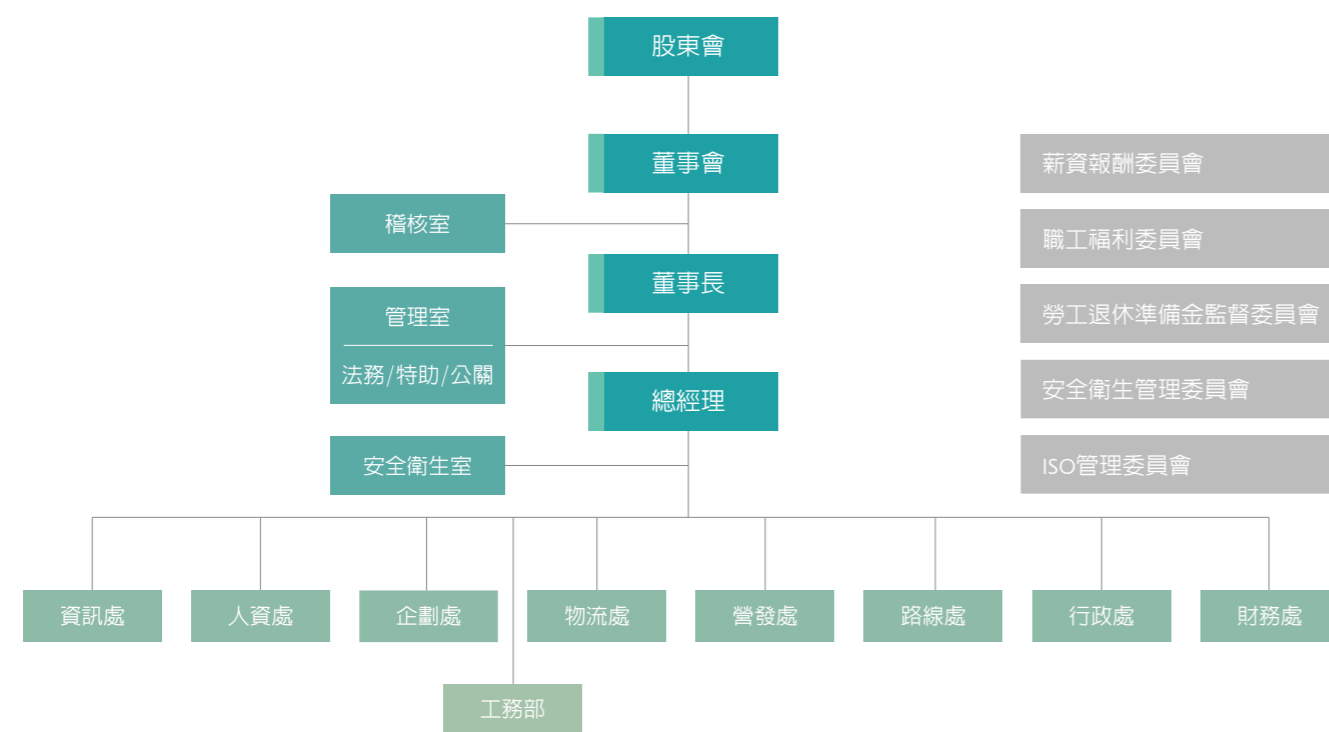 股東會
董事會
稽核室
董事長
管理室
法務/特助/公關
總經理
安全衛生室
薪資報酬委員會
職工福利委員會
勞工退休準備金監督委員會
安全衛生管理委員會
ISO管理委員會
資訊處
人資處
企劃處
物流處
營發處
路線處
行政處
財務處
工務部